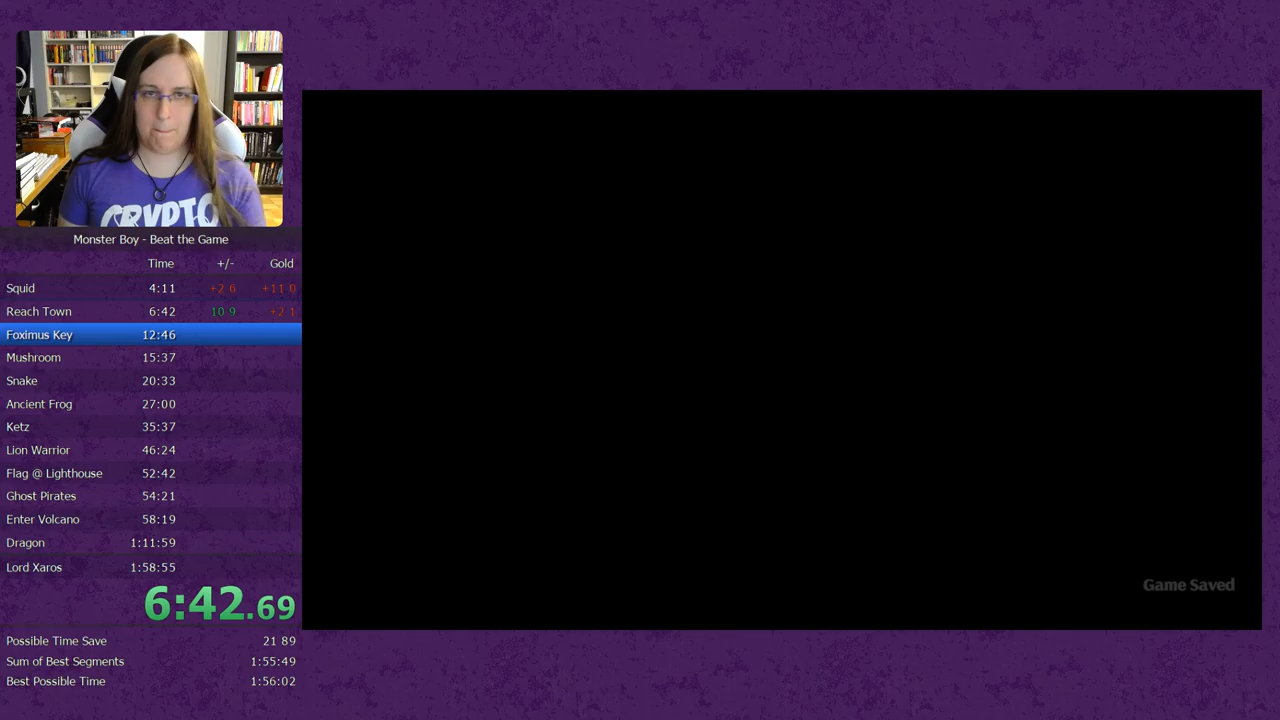 CRYPTO
Monster Boy - Beat the Game
Time +/- Gold
Squid 4:11 +2 6 +11 0
Reach Town 6:42 10 9 +2 1
Foximus Key 12:46
Mushroom 15:37
Snake 20:33
Ancient Frog 27:00
Ketz 35:37
Lion Warrior 46:24
Flag @ Lighthouse 52:42
Ghost Pirates 54:21
Enter Volcano 58:19
Dragon 1:11:59
Lord Xaros 1:58:55
6:42.69
Possible Time Save 21 89
Sum of Best Segments 1:55:49
Best Possible Time 1:56:02
Game Saved